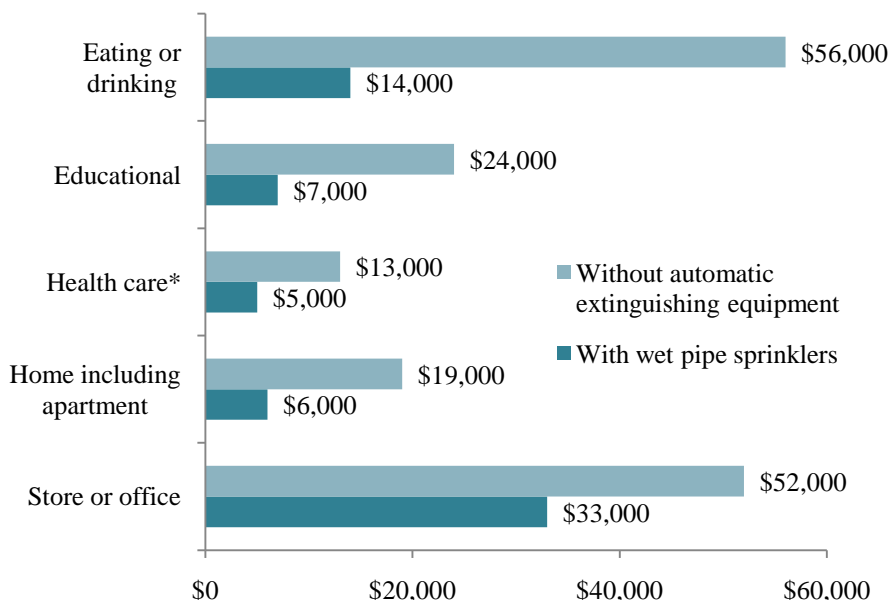 Eating or
drinking
$56,000
$14,000
Educational
$24,000
$7,000
Health care*
$13,000
$5,000
Without automatic
extinguishing equipment
With wet pipe sprinklers
Home including
apartment
$19,000
$6,000
Store or office
$52,000
$33,000
$0 $20,000 $40,000 $60,000